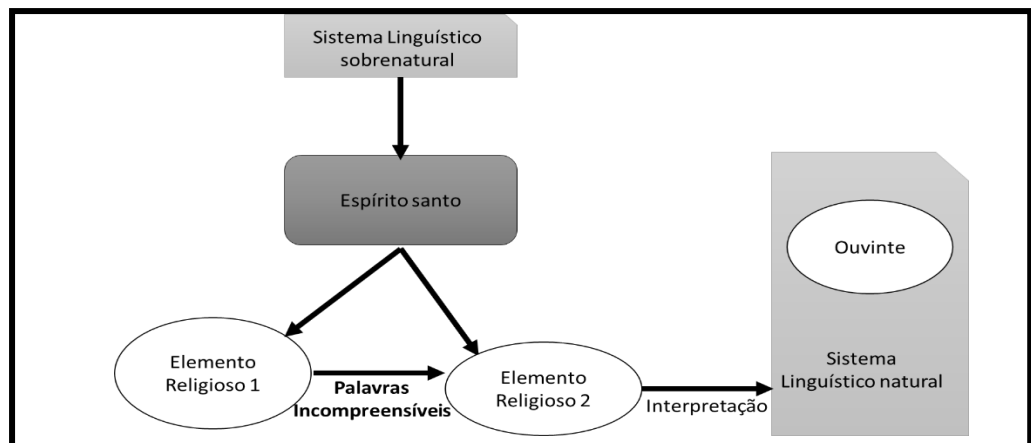 Sistema Linguístico
sobrenatural
Espírito santo
Ouvinte
Elemento
Religioso 1
Palavras
Incompreensíveis
Elemento
Religioso 2
Interpretação
Sistema
Linguístico natural